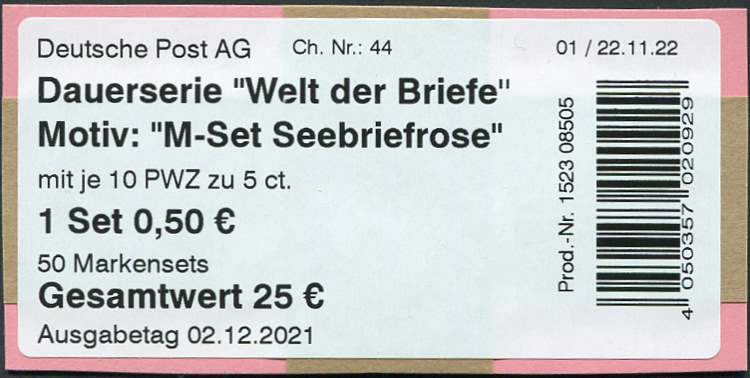 Deutsche Post AG Ch. Nr.: 44 01 / 22.11.22
Dauerserie "Welt der Briefe"
Motiv: "M-Set Seebriefrose"
mit je 10 PWZ zu 5 ct.
1 Set 0,50 €
50 Markensets
Gesamtwert 25 €
Ausgabetag 02.12.2021
Prod.-Nr. 1523 08505
4 050357 020929